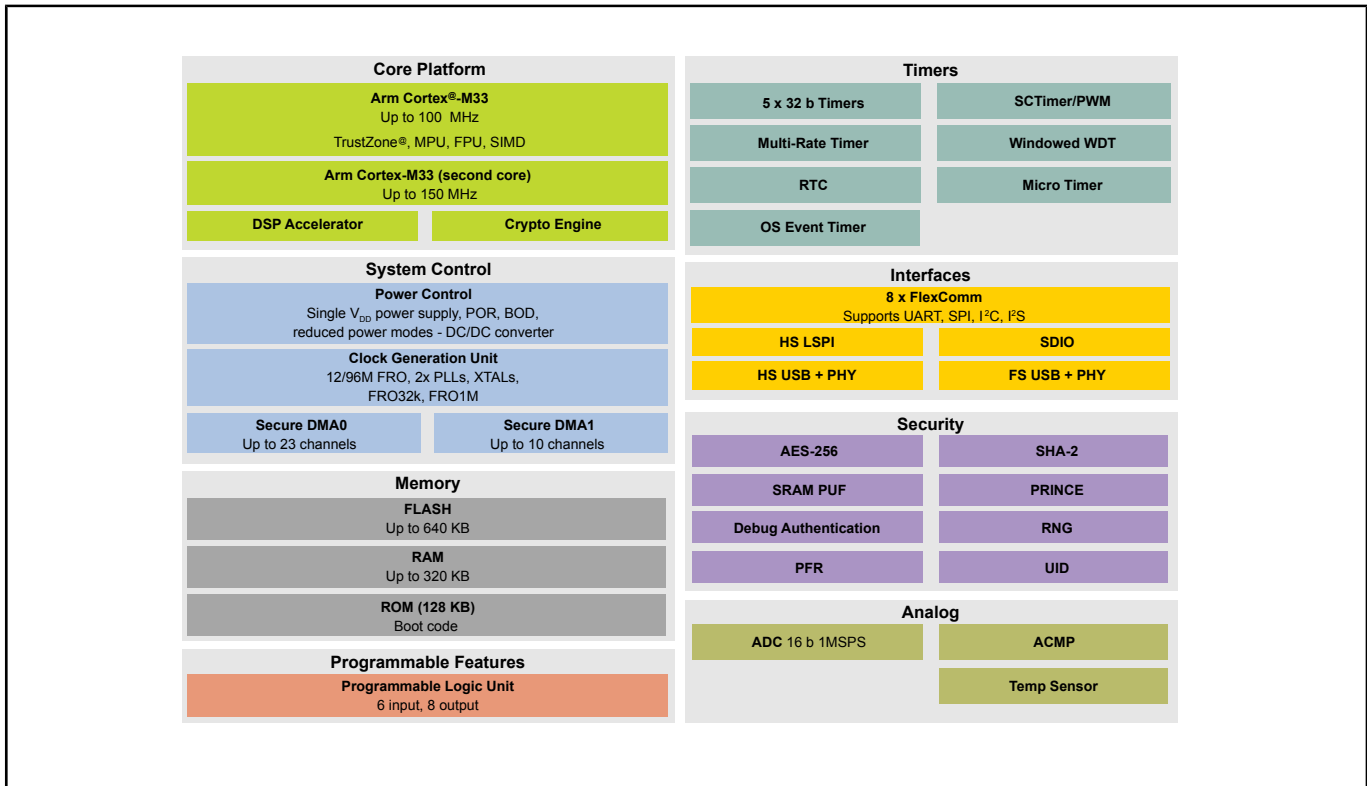 Core Platform
Arm Cortex®-M33
Up to 100 MHz
TrustZone®, MPU, FPU, SIMD
Arm Cortex-M33 (second core)
Up to 150 MHz
DSP Accelerator
Crypto Engine
System Control
Power Control
Single VDD power supply, POR, BOD,
reduced power modes - DC/DC converter
Clock Generation Unit
12/96M FRO, 2x PLLs, XTALs,
FRO32k, FRO1M
Secure DMA0
Up to 23 channels
Secure DMA1
Up to 10 channels
Memory
FLASH
Up to 640 KB
RAM
Up to 320 KB
ROM (128 KB)
Boot code
Programmable Features
Programmable Logic Unit
6 input, 8 output
Timers
5 x 32 b Timers
SCTimer/PWM
Multi-Rate Timer
Windowed WDT
RTC
Micro Timer
OS Event Timer
Interfaces
8 x FlexComm
Supports UART, SPI, I²C, I²S
HS LSPI
SDIO
HS USB + PHY
FS USB + PHY
Security
AES-256
SHA-2
SRAM PUF
PRINCE
Debug Authentication
RNG
PFR
UID
Analog
ADC 16 b 1MSPS
ACMP
Temp Sensor